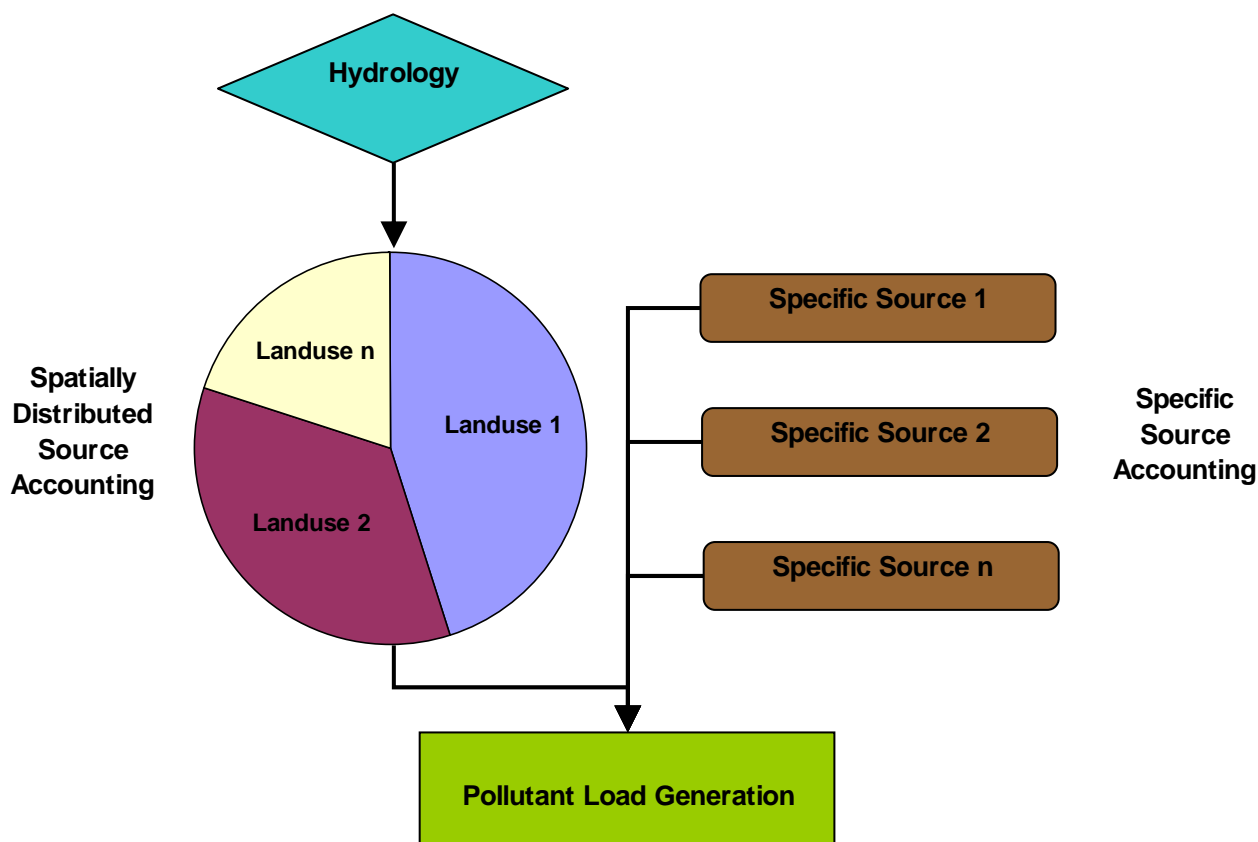 Hydrology
Spatially
Distributed
Source
Accounting
Landuse n
Landuse 1
Landuse 2
Specific Source 1
Specific Source 2
Specific Source n
Specific
Source
Accounting
Pollutant Load Generation